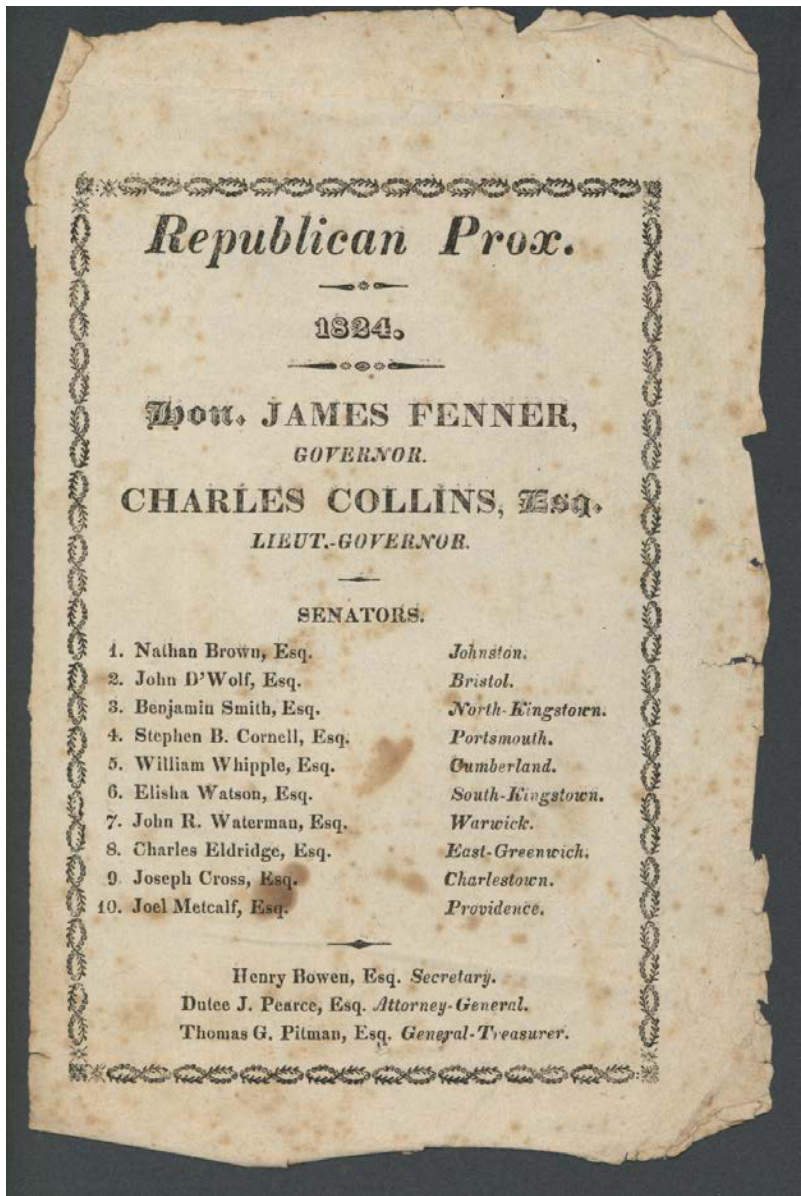 Republican Prox.
1824.
Hon. JAMES FENNER,
GOVERNOR.
CHARLES COLLINS, Esq.
LIEUT.-GOVERNOR.
SENATORS.
1. Nathan Brown, Esq. Johnston.
2. John D'Wolf, Esq. Bristol.
3. Benjamin Smith, Esq. North-Kingstown.
4. Stephen B. Cornell, Esq. Portsmouth.
5. William Whipple, Esq. Cumberland.
6. Elisha Watson, Esq. South-Kingstown.
7. John R. Waterman, Esq. Warwick.
8. Charles Eldridge, Esq. East-Greenwich.
9. Joseph Cross, Esq. Charlestown.
10. Joel Metcalf, Esq. Providence.
Henry Bowen, Esq. Secretary.
Dutee J. Pearce, Esq. Attorney-General.
Thomas G. Pitman, Esq. General-Treasurer.